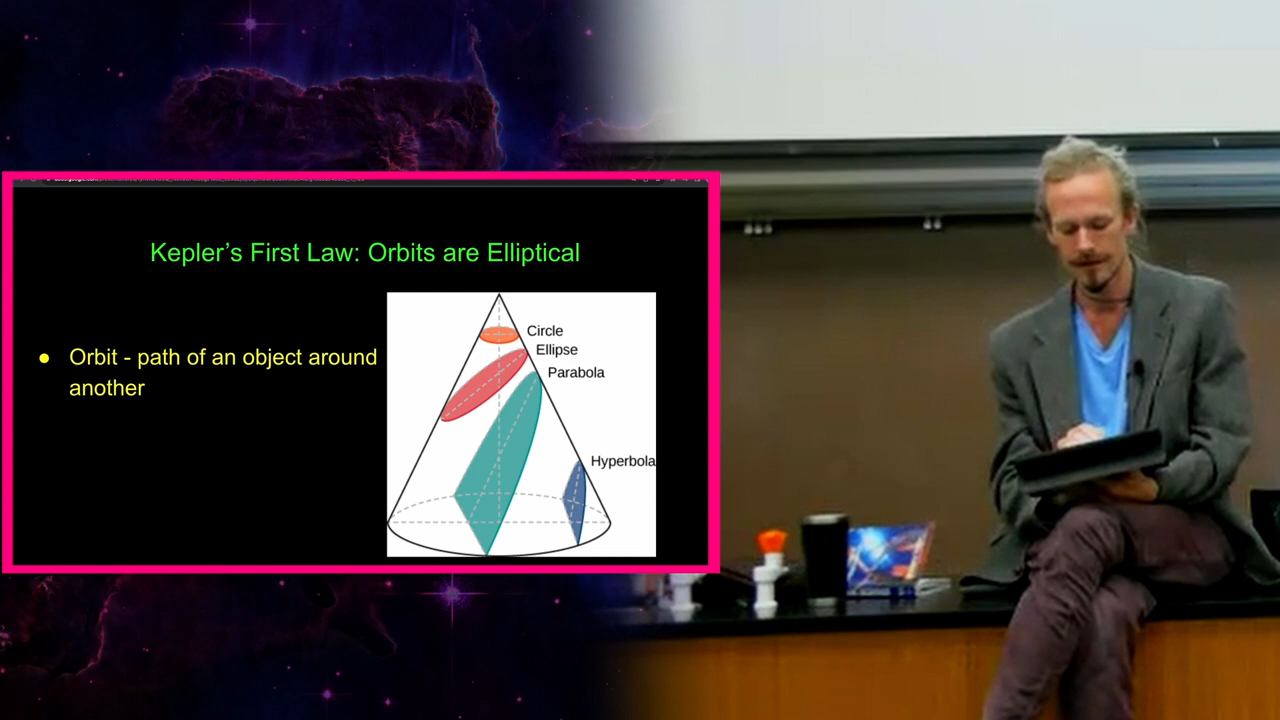 Kepler’s First Law: Orbits are Elliptical
● Orbit - path of an object around
another
Circle
Ellipse
Parabola
Hyperbola